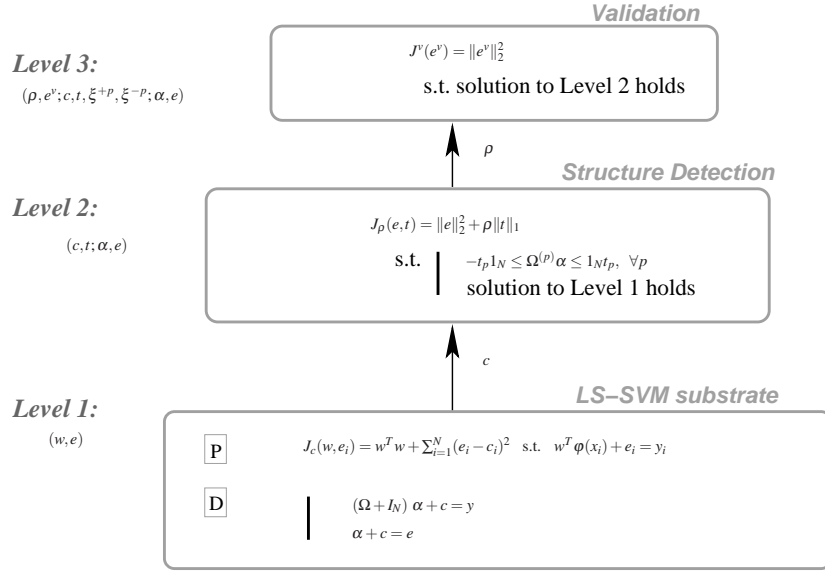 Validation
Level 3:
(ρ, e^v; c, t, ξ^{+p}, ξ^{−p}; α, e)
J^v(e^v) = ‖e^v‖_2^2
s.t. solution to Level 2 holds
ρ
Structure Detection
Level 2:
(c, t; α, e)
J_ρ(e, t) = ‖e‖_2^2 + ρ‖t‖_1
s.t.
−t_p 1_N ≤ Ω^{(p)} α ≤ 1_N t_p, ∀p
solution to Level 1 holds
c
LS−SVM substrate
Level 1:
(w, e)
P
J_c(w, e_i) = w^T w + ∑_{i=1}^N (e_i − c_i)^2 s.t. w^T φ(x_i) + e_i = y_i
D
(Ω + I_N) α + c = y
α + c = e